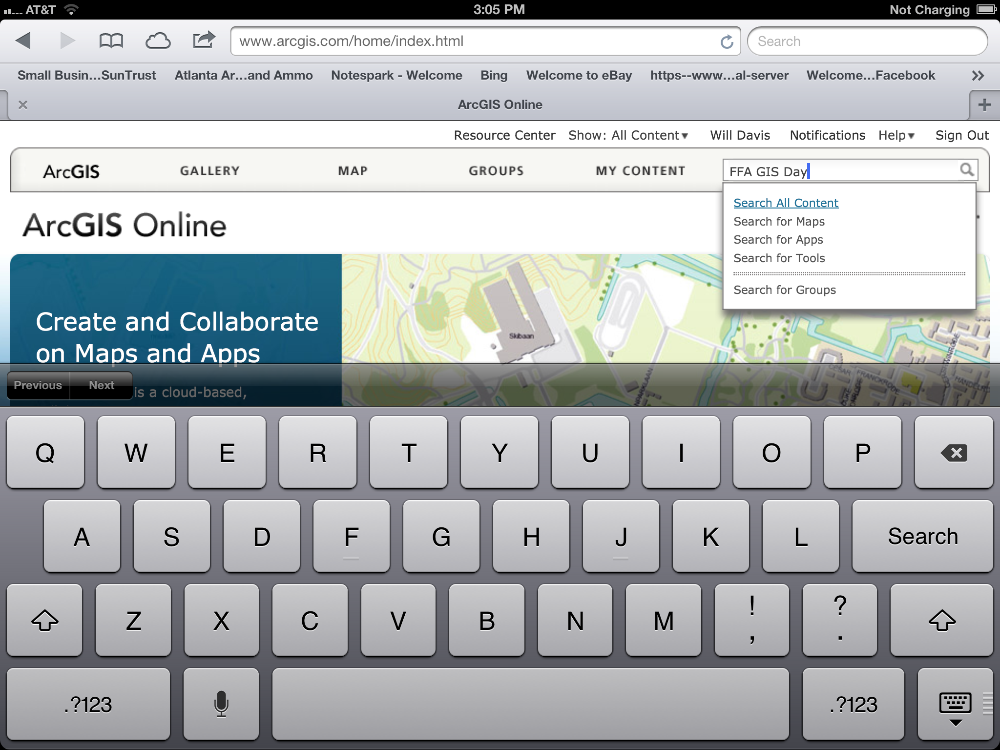 AT&T 3:05 PM Not Charging
www.arcgis.com/home/index.html Search
Small Busin...SunTrust Atlanta Ar...and Ammo Notespark - Welcome Bing Welcome to eBay https--www...al-server Welcome...Facebook
ArcGIS Online
Resource Center Show: All Content Will Davis Notifications Help Sign Out
ArcGIS GALLERY MAP GROUPS MY CONTENT FFA GIS Day
Search All Content
Search for Maps
Search for Apps
Search for Tools
Search for Groups
ArcGIS Online
Create and Collaborate
on Maps and Apps
Skibaan
CESAR FRANCKRODE
Previous Next is a cloud-based,
Q W E R T Y U I O P
A S D F G H J K L Search
Z X C V B N M ! , ? .
.?123 .?123